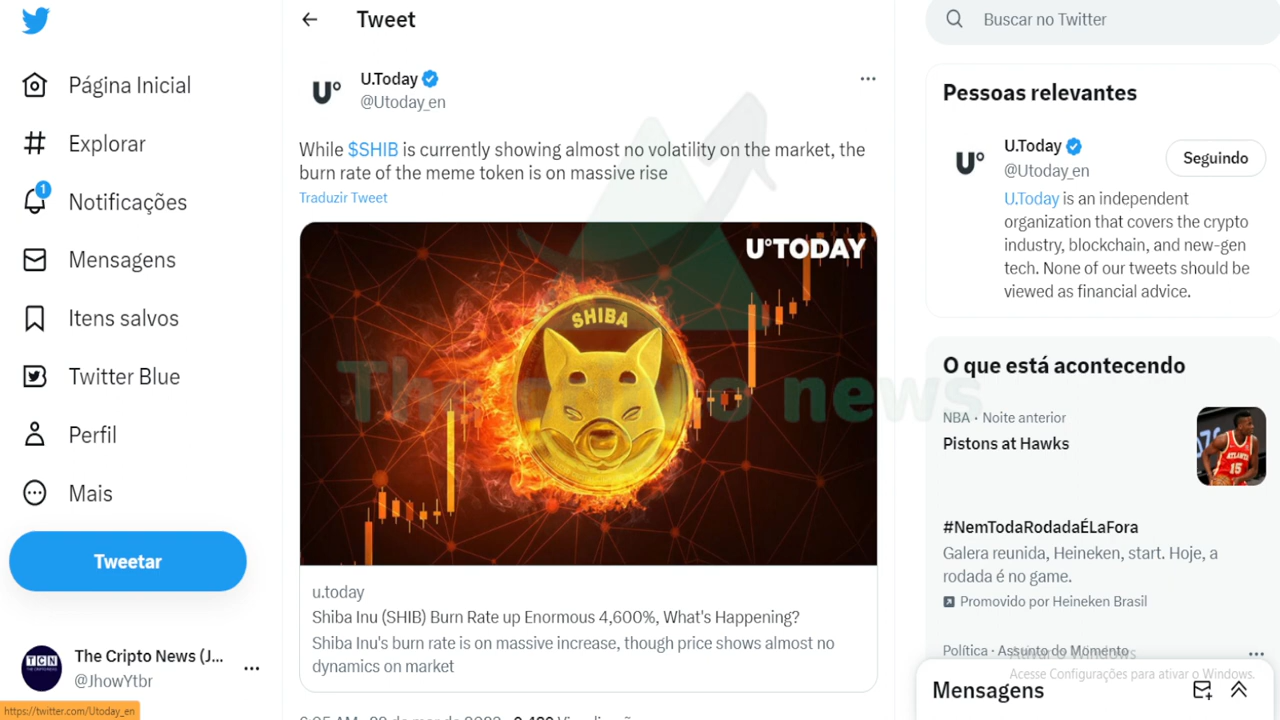 Página Inicial
Explorar
1
Notificações
Mensagens
Itens salvos
Twitter Blue
Perfil
Mais
Tweetar
The Cripto News (J...
@JhowYtbr
https://twitter.com/Utoday_en
Tweet
U.Today
@Utoday_en
While $SHIB is currently showing almost no volatility on the market, the
burn rate of the meme token is on massive rise
Traduzir Tweet
U°TODAY
SHIBA
The cripto news
u.today
Shiba Inu (SHIB) Burn Rate up Enormous 4,600%, What's Happening?
Shiba Inu's burn rate is on massive increase, though price shows almost no
dynamics on market
Buscar no Twitter
Pessoas relevantes
U.Today
@Utoday_en
Seguindo
U.Today is an independent
organization that covers the crypto
industry, blockchain, and new-gen
tech. None of our tweets should be
viewed as financial advice.
O que está acontecendo
NBA · Noite anterior
Pistons at Hawks
ATLANTA
15
#NemTodaRodadaÉLaFora
Galera reunida, Heineken, start. Hoje, a
rodada é no game.
Promovido por Heineken Brasil
Política · Assunto do Momento
Ativar o Windows
Acesse Configurações para ativar o Windows.
Mensagens